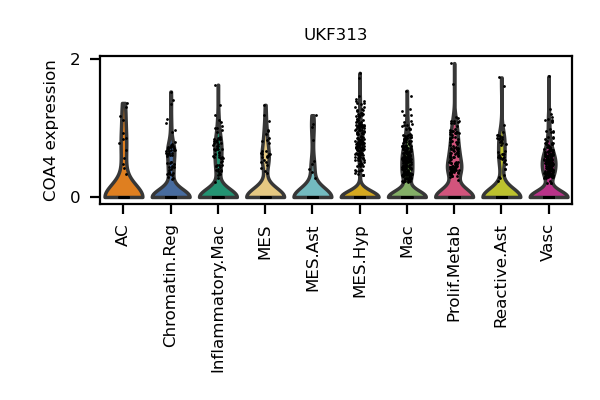 UKF313
COA4 expression
2
0
AC
Chromatin.Reg
Inflammatory.Mac
MES
MES.Ast
MES.Hyp
Mac
Prolif.Metab
Reactive.Ast
Vasc